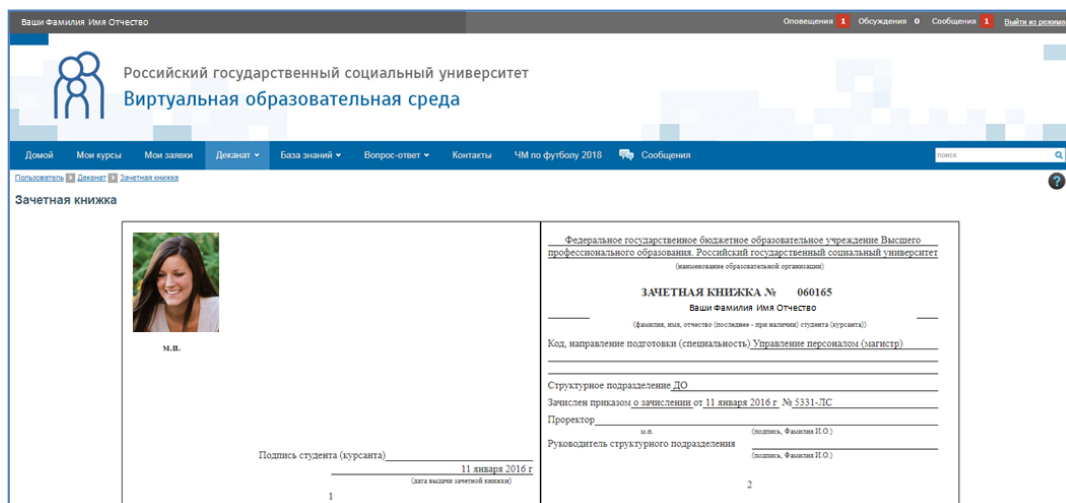 Ваши Фамилия Имя Отчество
Оповещения 1 Обсуждения 0 Сообщения 1 Выйти из режима
Российский государственный социальный университет
Виртуальная образовательная среда
Домой Мои курсы Мои заявки Деканат База знаний Вопрос-ответ Контакты ЧМ по футболу 2018 Сообщения поиск
Пользователь Деканат Зачетная книжка
Зачетная книжка
м.п.
Подпись студента (курсанта)
11 января 2016 г
(дата выдачи зачетной книжки)
1
Федеральное государственное бюджетное образовательное учреждение Высшего
профессионального образования. Российский государственный социальный университет
(наименование образовательной организации)
ЗАЧЕТНАЯ КНИЖКА № 060165
Ваши Фамилия Имя Отчество
(фамилия, имя, отчество (последнее - при наличии) студента (курсанта))
Код, направление подготовки (специальность) Управление персоналом (магистр)
Структурное подразделение ДО
Зачислен приказом о зачислении от 11 января 2016 г № 5331-ЛС
Проректор
м.п. (подпись, Фамилия И.О.)
Руководитель структурного подразделения
(подпись, Фамилия И.О.)
2